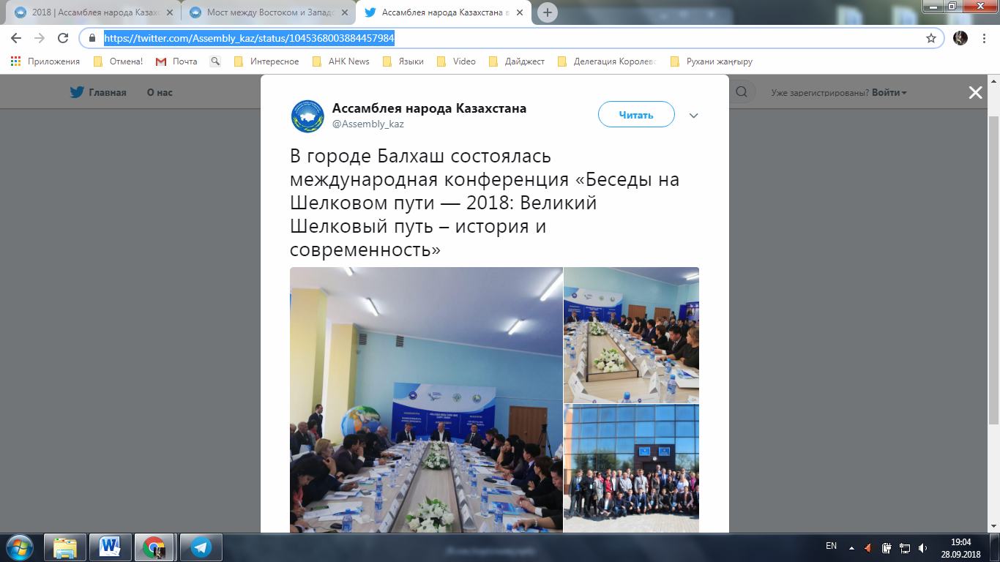 2018 | Ассамблея народа Казахс
Мост между Востоком и Западо
Ассамблея народа Казахстана в
https://twitter.com/Assembly_kaz/status/1045368003884457984
Приложения
Отмена!
Почта
Интересное
АНК News
Языки
Video
Дайджест
Делегация Королевс
Рухани жаңғыру
Главная
О нас
Уже зарегистрированы? Войти
Ассамблея народа Казахстана
@Assembly_kaz
Читать
В городе Балхаш состоялась
международная конференция «Беседы на
Шелковом пути — 2018: Великий
Шелковый путь – история и
современность»
EN
19:04
28.09.2018